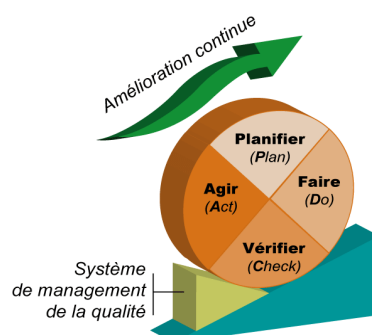 Amélioration continue
Planifier
(Plan)
Faire
(Do)
Agir
(Act)
Vérifier
(Check)
Système
de management
de la qualité